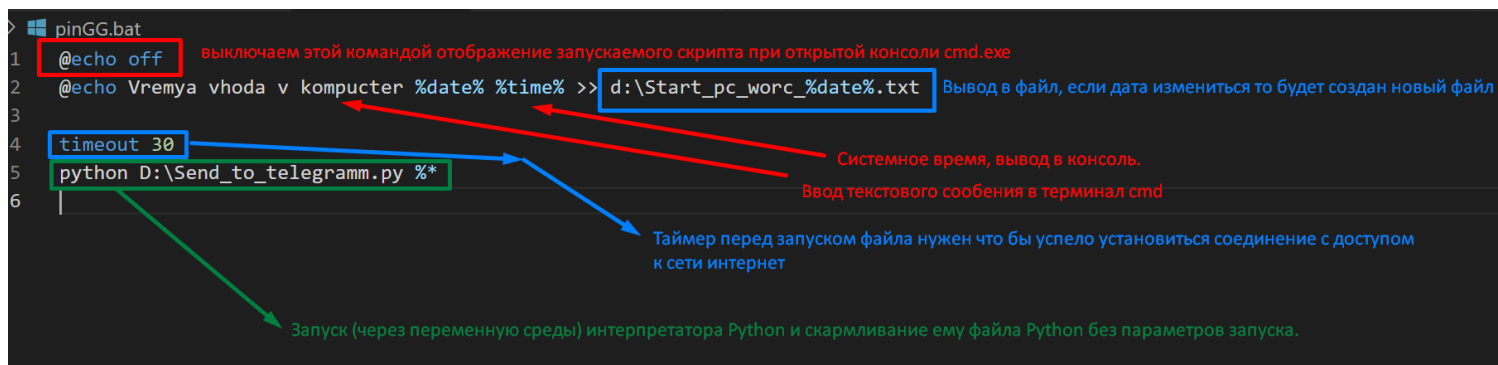 pinGG.bat
1 @echo off выключаем этой командой отображение запускаемого скрипта при открытой консоли cmd.exe
2 @echo Vremya vhoda v kompucter %date% %time% >> d:\Start_pc_worc_%date%.txt Вывод в файл, если дата измениться то будет создан новый файл
3
4 timeout 30
Системное время, вывод в консоль.
5 python D:\Send_to_telegramm.py %*
Ввод текстового сообения в терминал cmd
6
Таймер перед запуском файла нужен что бы успело установиться соединение с доступом
к сети интернет
Запуск (через переменную среды) интерпретатора Python и скармливание ему файла Python без параметров запуска.